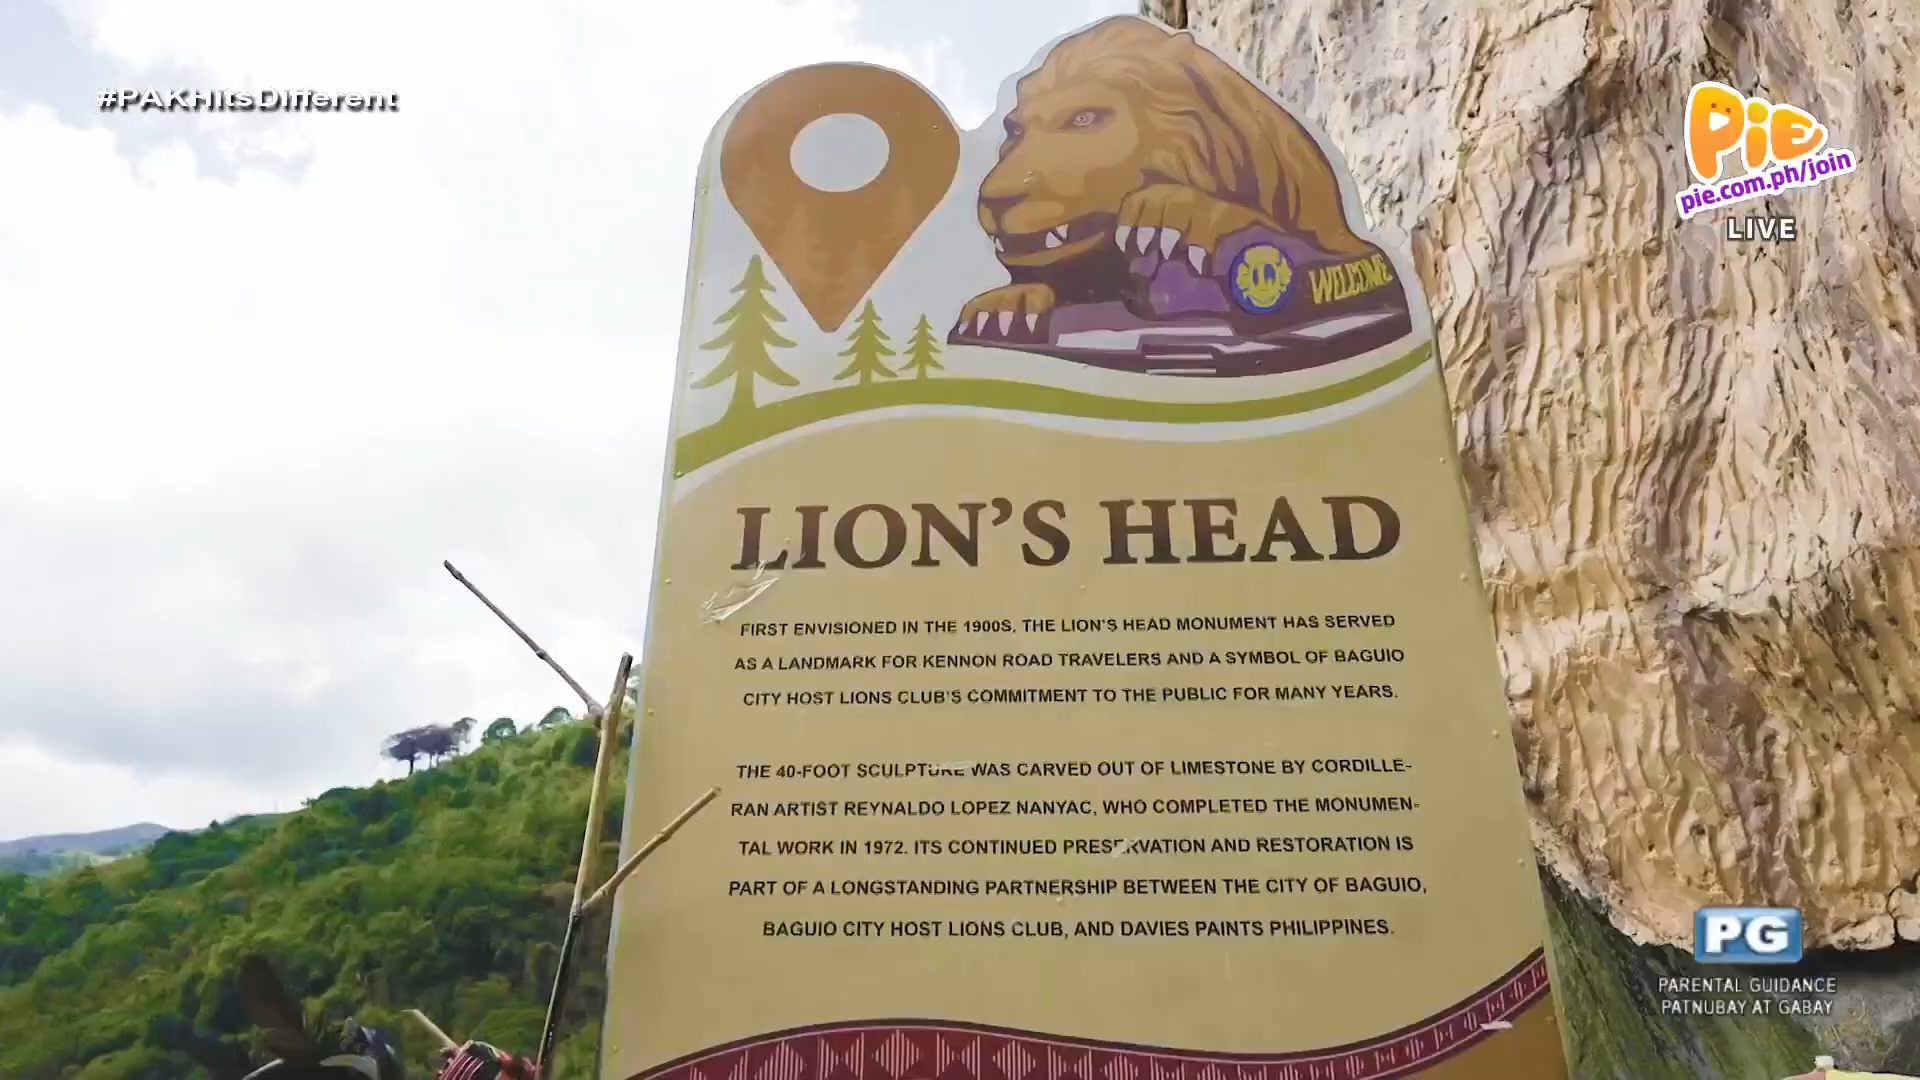 #PAKHitsDifferent
PiE
pie.com.ph/join
LIVE
L
WELCOME
LION'S HEAD
FIRST ENVISIONED IN THE 1900S, THE LION'S HEAD MONUMENT HAS SERVED
AS A LANDMARK FOR KENNON ROAD TRAVELERS AND A SYMBOL OF BAGUIO
CITY HOST LIONS CLUB'S COMMITMENT TO THE PUBLIC FOR MANY YEARS.
THE 40-FOOT SCULPTURE WAS CARVED OUT OF LIMESTONE BY CORDILLE-
RAN ARTIST REYNALDO LOPEZ NANYAC, WHO COMPLETED THE MONUMEN-
TAL WORK IN 1972. ITS CONTINUED PRESERVATION AND RESTORATION IS
PART OF A LONGSTANDING PARTNERSHIP BETWEEN THE CITY OF BAGUIO,
BAGUIO CITY HOST LIONS CLUB, AND DAVIES PAINTS PHILIPPINES.
PG
PARENTAL GUIDANCE
PATNUBAY AT GABAY